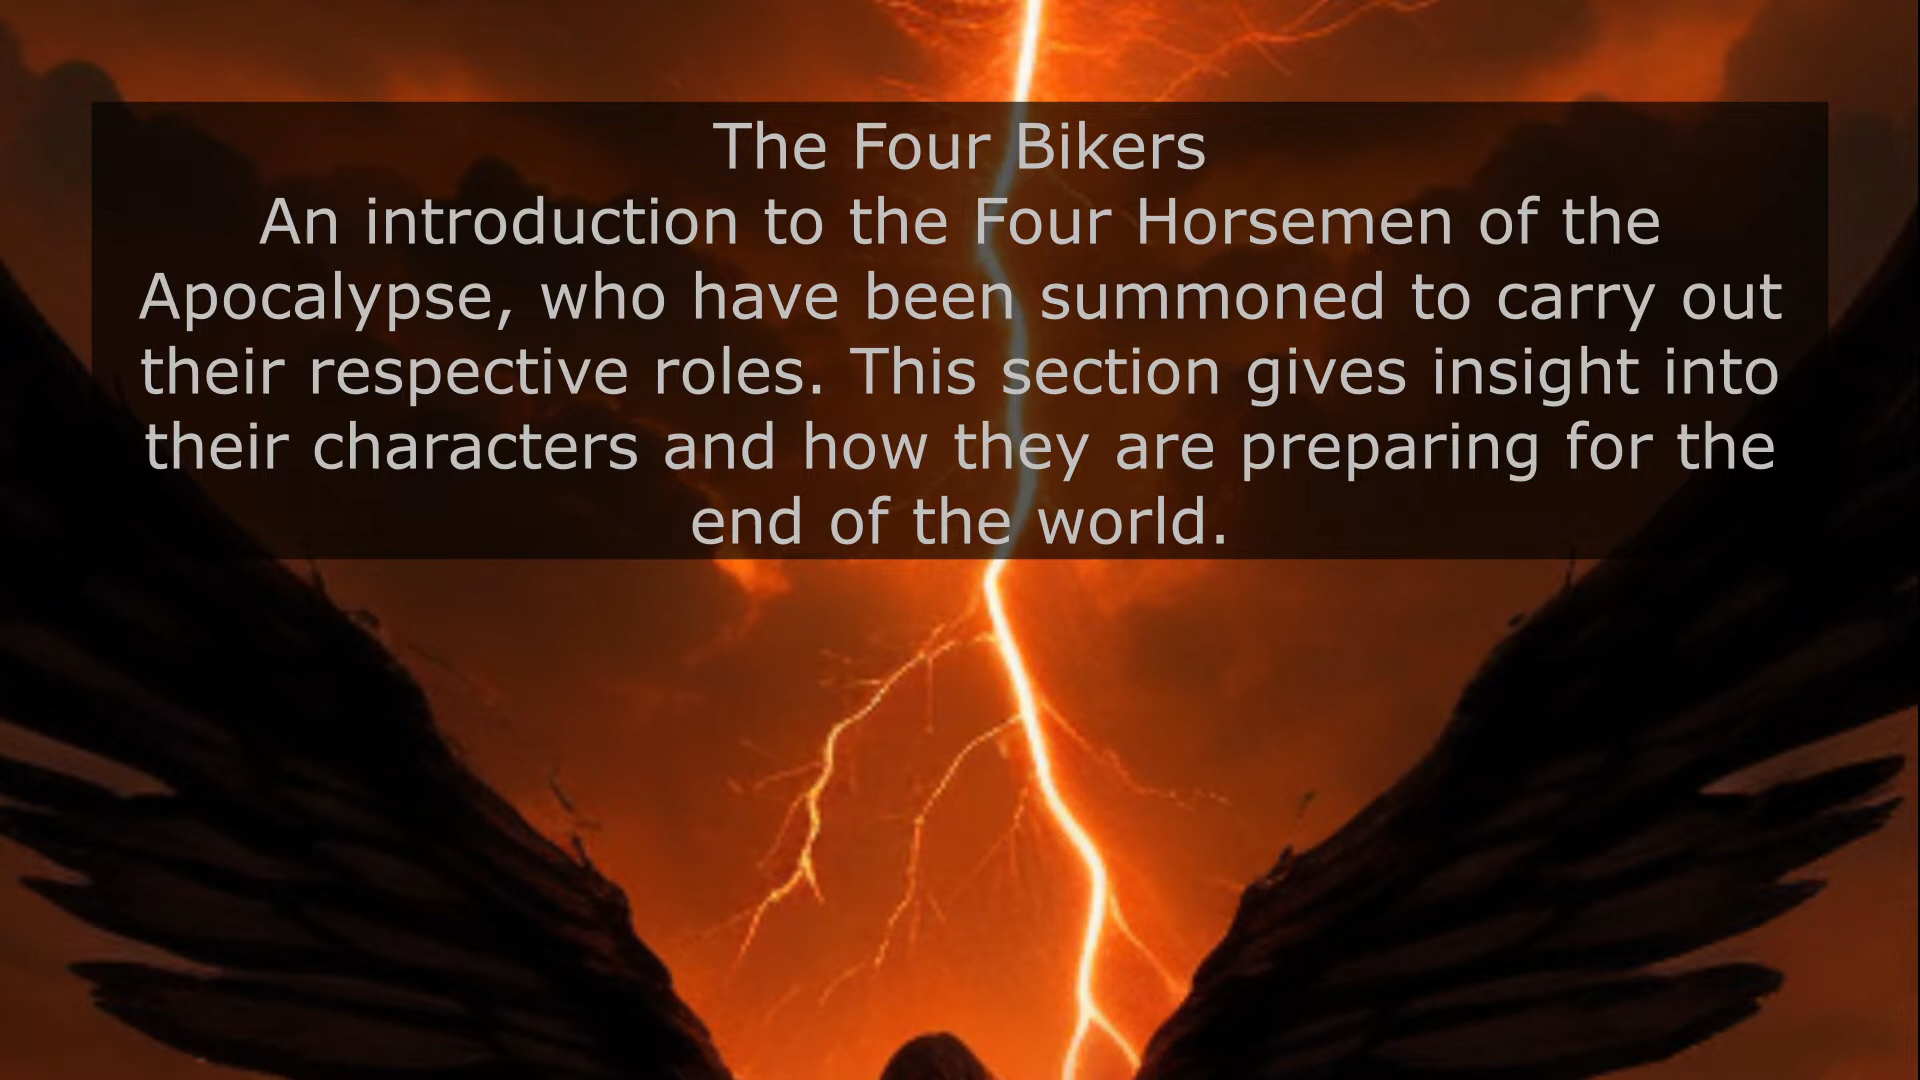 The Four Bikers
An introduction to the Four Horsemen of the
Apocalypse, who have been summoned to carry out
their respective roles. This section gives insight into
their characters and how they are preparing for the
end of the world.